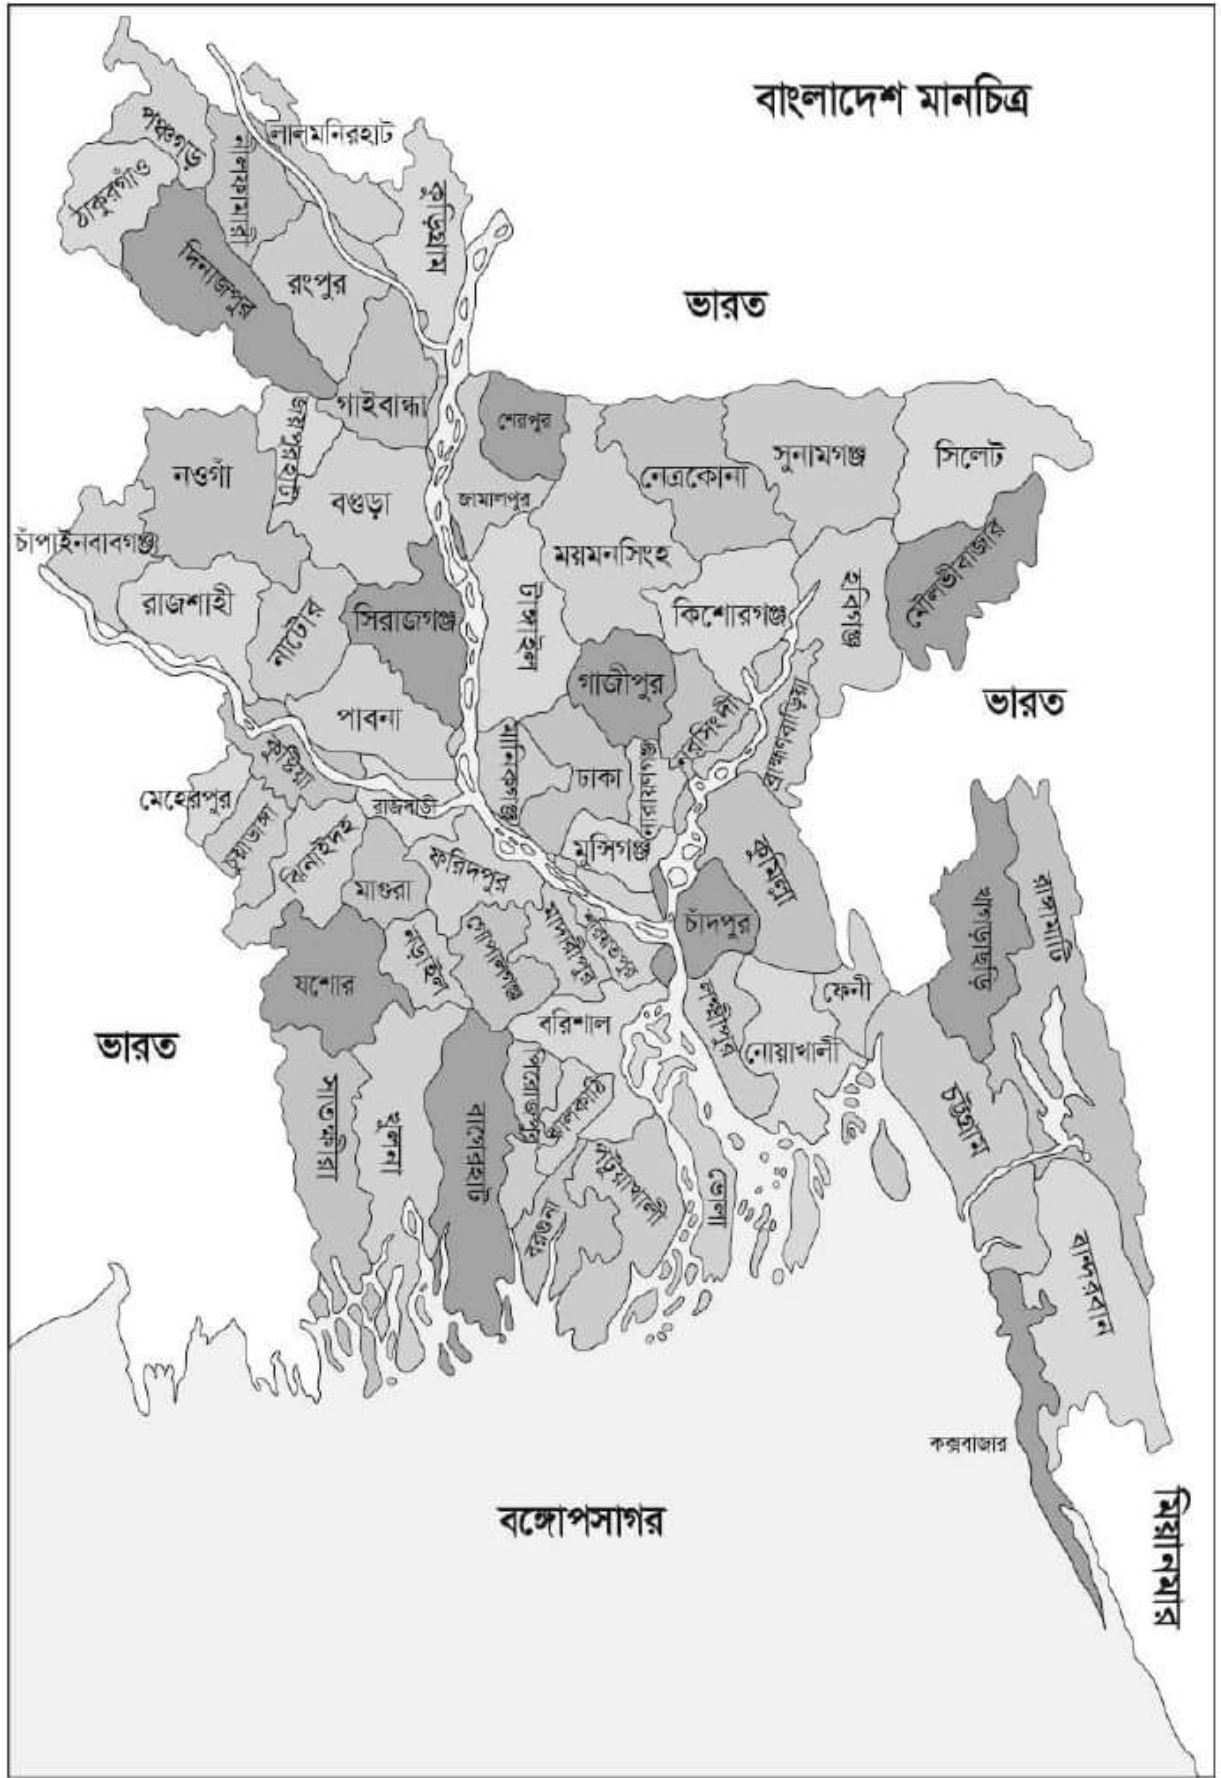 বাংলাদেশ মানচিত্র
পঞ্চগড়
লালমনিরহাট
নীলফামারী
ঠাকুরগাঁও
কুড়িগ্রাম
দিনাজপুর
রংপুর
ভারত
গাইবান্ধা
জয়পুরহাট
শেরপুর
নওগাঁ
বগুড়া
জামালপুর
নেত্রকোনা
সুনামগঞ্জ
সিলেট
চাঁপাইনবাবগঞ্জ
ময়মনসিংহ
মৌলভীবাজার
রাজশাহী
নাটোর
সিরাজগঞ্জ
টাঙ্গাইল
কিশোরগঞ্জ
হবিগঞ্জ
গাজীপুর
পাবনা
নরসিংদী
ব্রাহ্মণবাড়িয়া
ভারত
কুষ্টিয়া
মানিকগঞ্জ
ঢাকা
নারায়ণগঞ্জ
মেহেরপুর
রাজবাড়ী
চুয়াডাঙ্গা
ঝিনাইদহ
মুন্সিগঞ্জ
কুমিল্লা
ফরিদপুর
মাগুরা
চাঁদপুর
খাগড়াছড়ি
রাঙ্গামাটি
নড়াইল
গোপালগঞ্জ
মাদারীপুর
শরিয়তপুর
যশোর
ফেনী
লক্ষ্মীপুর
ভারত
বরিশাল
নোয়াখালী
সাতক্ষীরা
খুলনা
বাগেরহাট
পিরোজপুর
ঝালকাঠি
চট্টগ্রাম
পটুয়াখালী
ভোলা
বরগুনা
বান্দরবান
কক্সবাজার
বঙ্গোপসাগর
মিয়ানমার